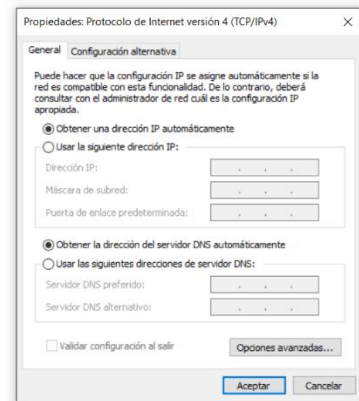 Propiedades: Protocolo de Internet versión 4 (TCP/IPv4)
General
Configuración alternativa
Puede hacer que la configuración IP se asigne automáticamente si la
red es compatible con esta funcionalidad. De lo contrario, deberá
consultar con el administrador de red cuál es la configuración IP
apropiada.
Obtener una dirección IP automáticamente
Usar la siguiente dirección IP:
Dirección IP:
Máscara de subred:
Puerta de enlace predeterminada:
Obtener la dirección del servidor DNS automáticamente
Usar las siguientes direcciones de servidor DNS:
Servidor DNS preferido:
Servidor DNS alternativo:
Validar configuración al salir
Opciones avanzadas...
Aceptar
Cancelar